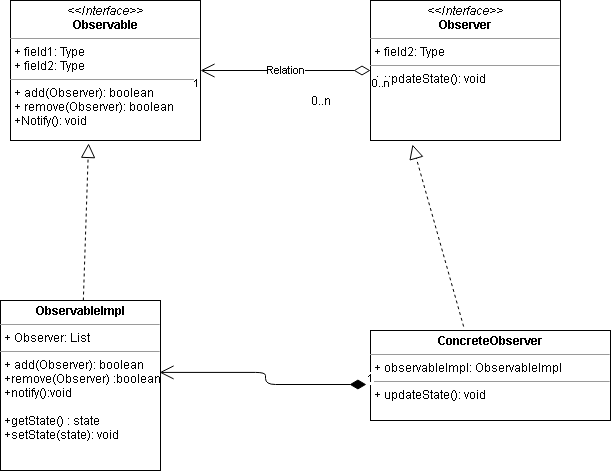 <<Interface>>
Observable
+ field1: Type
+ field2: Type
+ add(Observer): boolean
+ remove(Observer): boolean
+Notify(): void
<<Interface>>
Observer
+ field2: Type
pdateState(): void
1
Relation
0..n
0..n
ObservableImpl
+ Observer: List
+ add(Observer): boolean
+remove(Observer) :boolean
+notify():void
+getState() : state
+setState(state): void
ConcreteObserver
+ observableImpl: ObservableImpl
+ updateState(): void
1